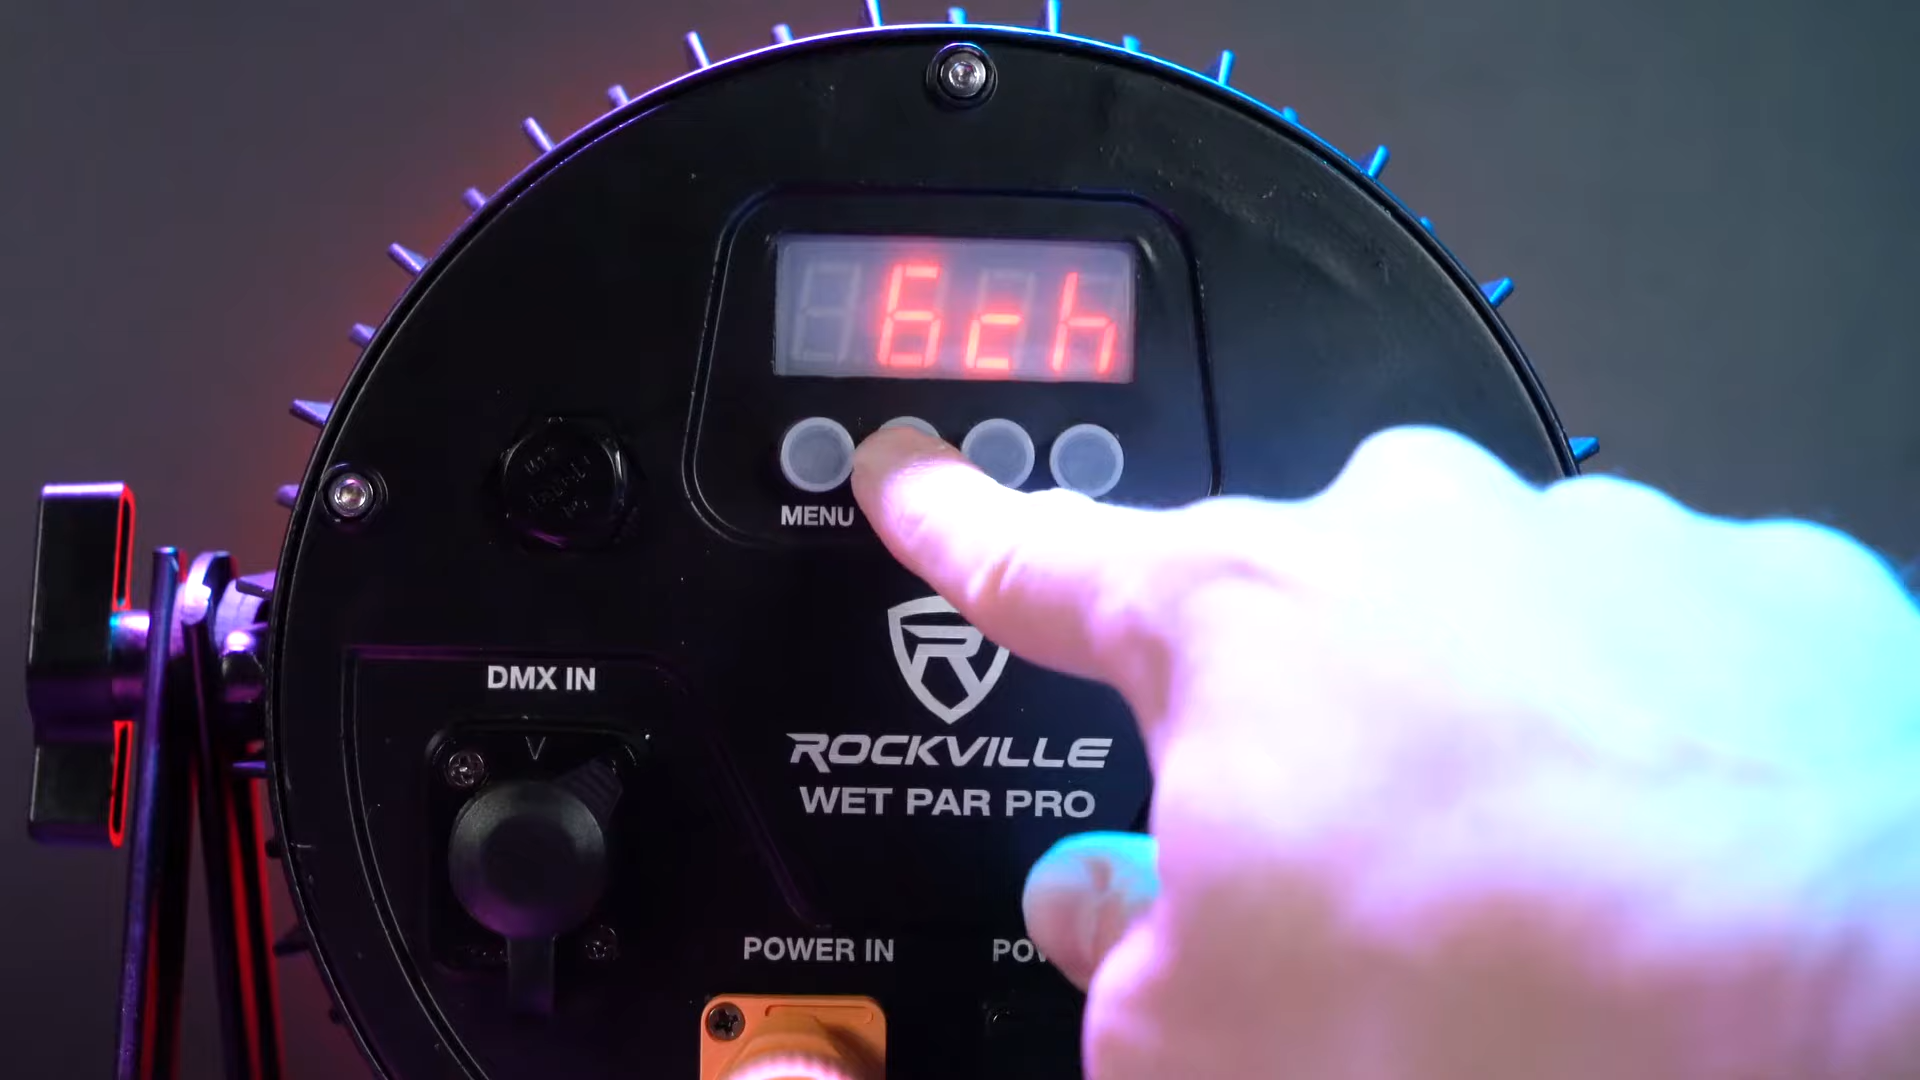 6ch
MENU
DMX IN
R
ROCKVILLE
WET PAR PRO
POWER IN